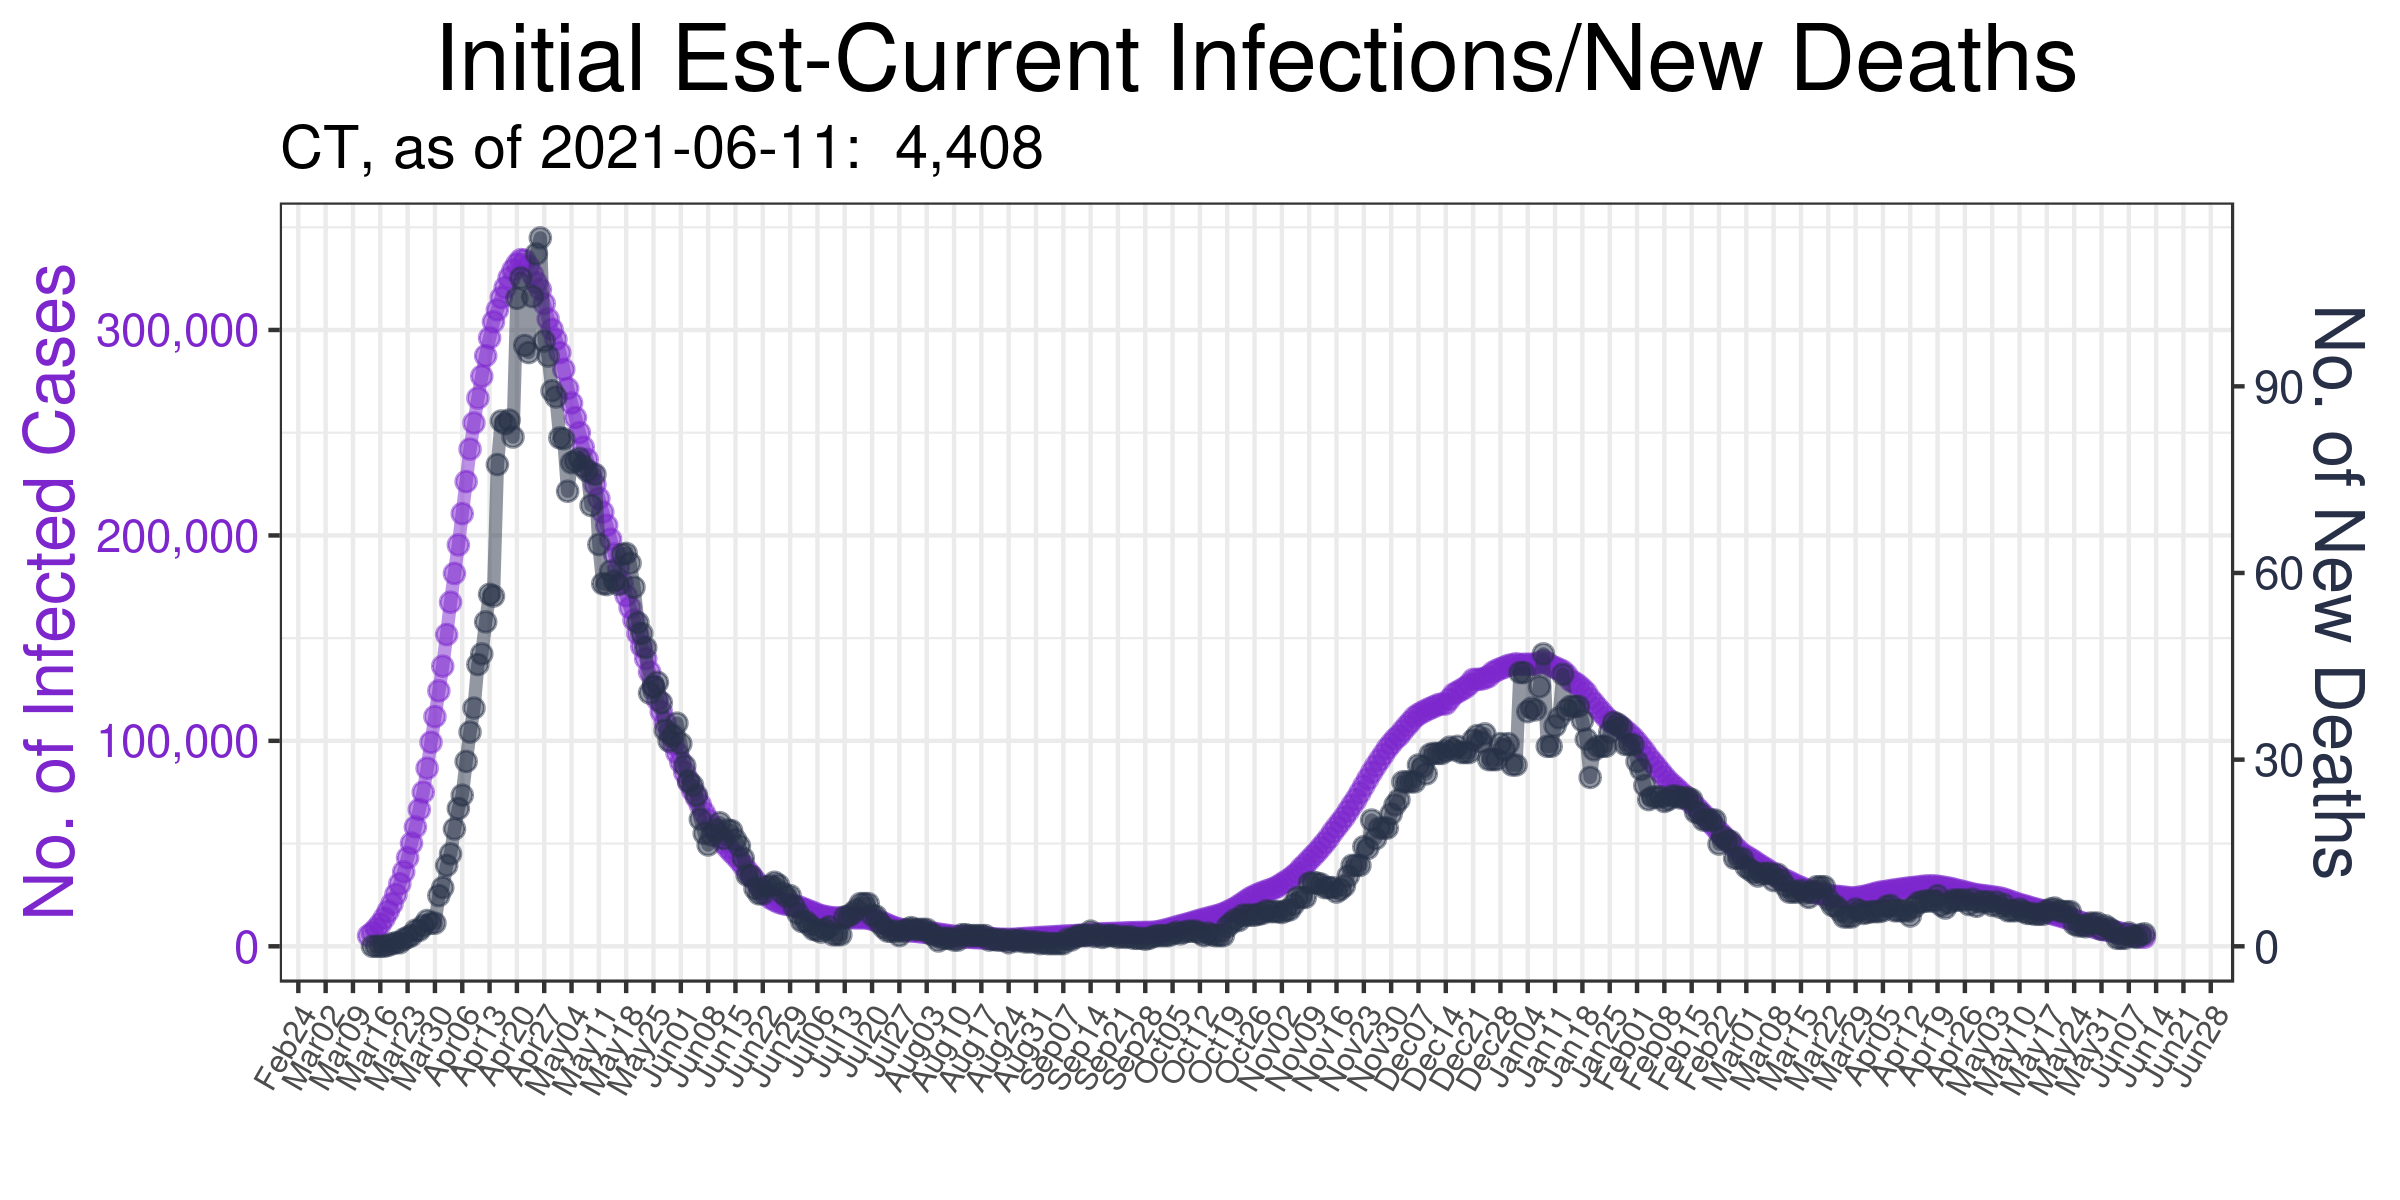 Initial Est-Current Infections/New Deaths
CT, as of 2021-06-11:  4,408
No. of Infected Cases
300,000
200,000
100,000
0
90
60
30
0
No. of New Deaths
Feb24
Mar02
Mar09
Mar16
Mar23
Mar30
Apr06
Apr13
Apr20
Apr27
May04
May11
May18
May25
Jun01
Jun08
Jun15
Jun22
Jun29
Jul06
Jul13
Jul20
Jul27
Aug03
Aug10
Aug17
Aug24
Aug31
Sep07
Sep14
Sep21
Sep28
Oct05
Oct12
Oct19
Oct26
Nov02
Nov09
Nov16
Nov23
Nov30
Dec07
Dec14
Dec21
Dec28
Jan04
Jan11
Jan18
Jan25
Feb01
Feb08
Feb15
Feb22
Mar01
Mar08
Mar15
Mar22
Mar29
Apr05
Apr12
Apr19
Apr26
May03
May10
May17
May24
May31
Jun07
Jun14
Jun21
Jun28